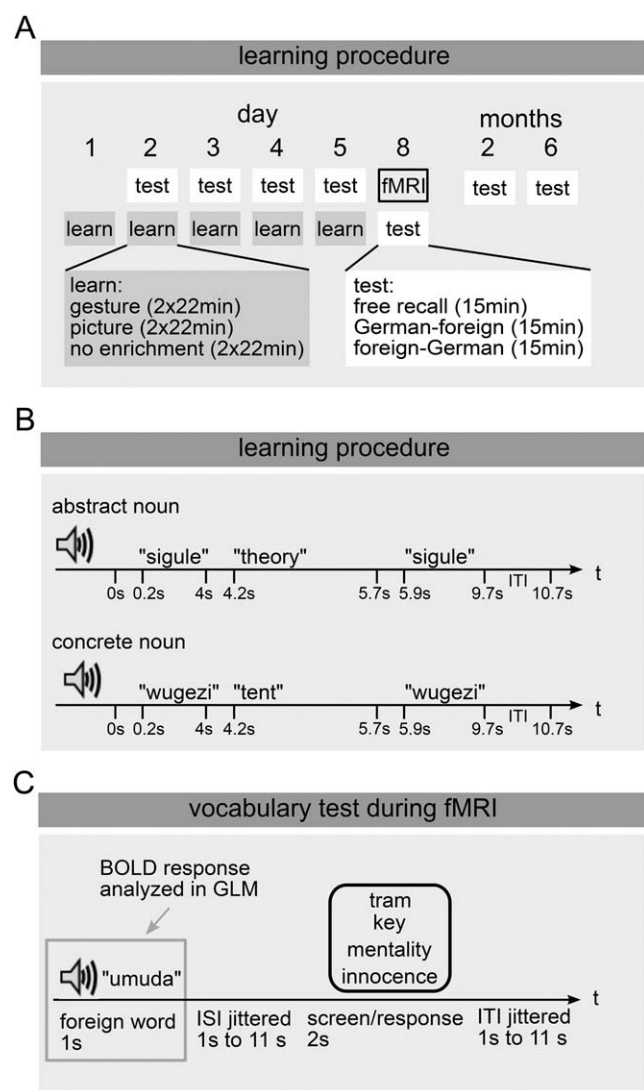 A
learning procedure
day months
1 2 3 4 5 8 2 6
test test test test fMRI test test
learn learn learn learn learn test
learn:
gesture (2x22min)
picture (2x22min)
no enrichment (2x22min)
test:
free recall (15min)
German-foreign (15min)
foreign-German (15min)
B
learning procedure
abstract noun
"sigule" "theory" "sigule"
t
0s 0.2s 4s 4.2s 5.7s 5.9s 9.7s ITI 10.7s
concrete noun
"wugezi" "tent" "wugezi"
t
0s 0.2s 4s 4.2s 5.7s 5.9s 9.7s ITI 10.7s
C
vocabulary test during fMRI
BOLD response
analyzed in GLM
tram
key
mentality
innocence
"umuda"
t
foreign word
1s
ISI jittered
1s to 11 s
screen/response
2s
ITI jittered
1s to 11 s